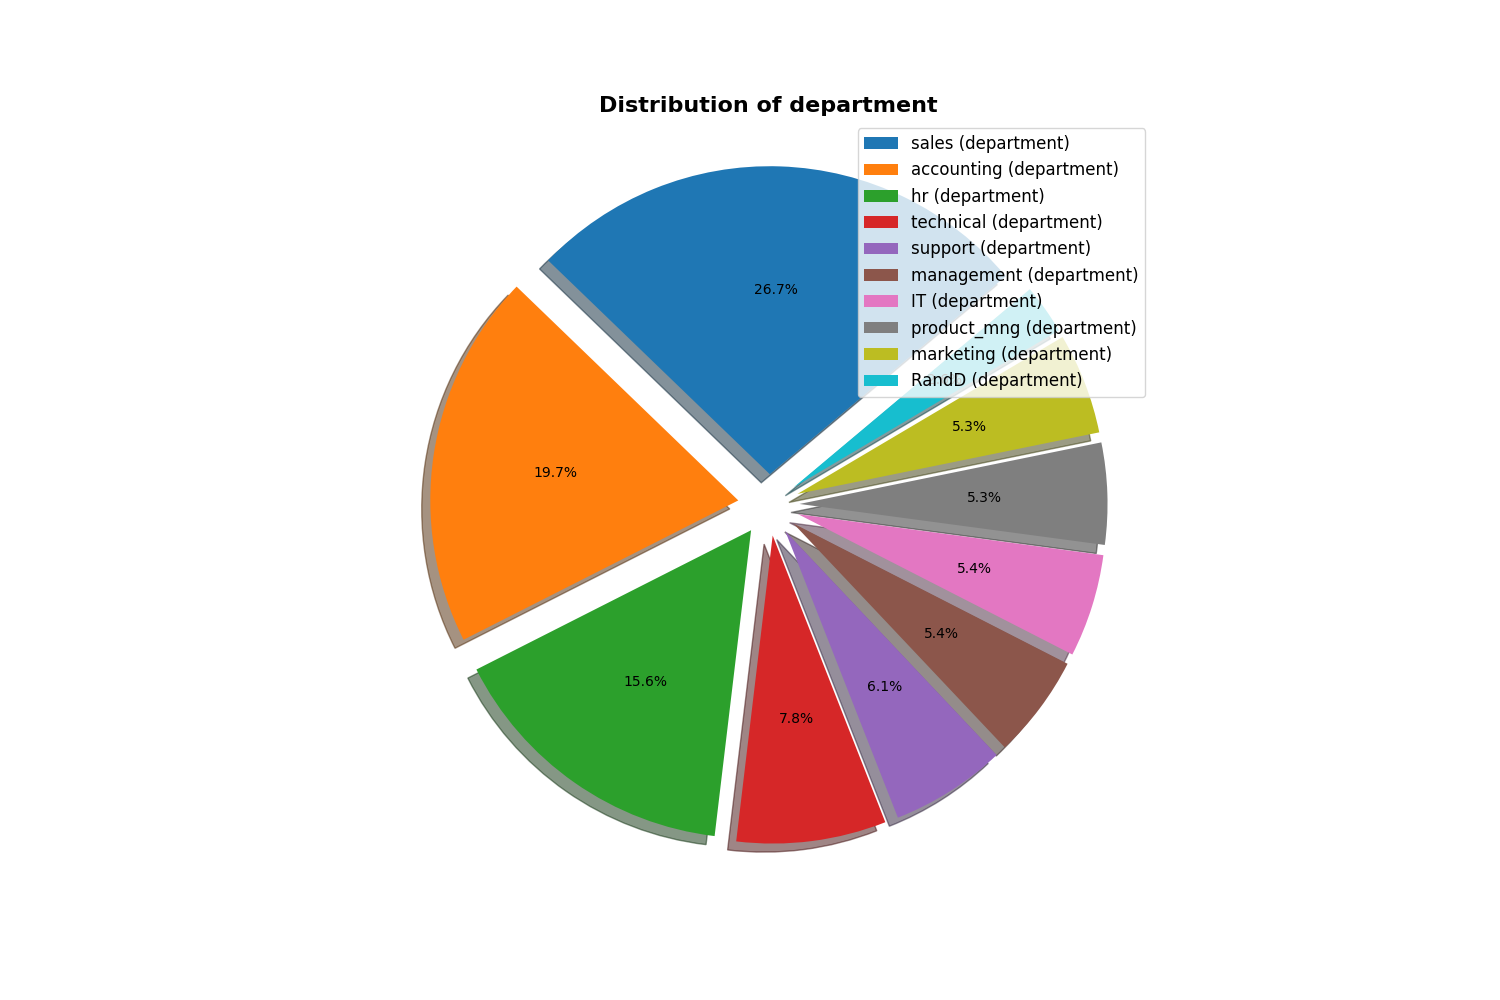 Distribution of department
sales (department)
accounting (department)
hr (department)
technical (department)
support (department)
management (department)
IT (department)
product_mng (department)
marketing (department)
RandD (department)
26.7%
19.7%
15.6%
7.8%
6.1%
5.4%
5.4%
5.3%
5.3%